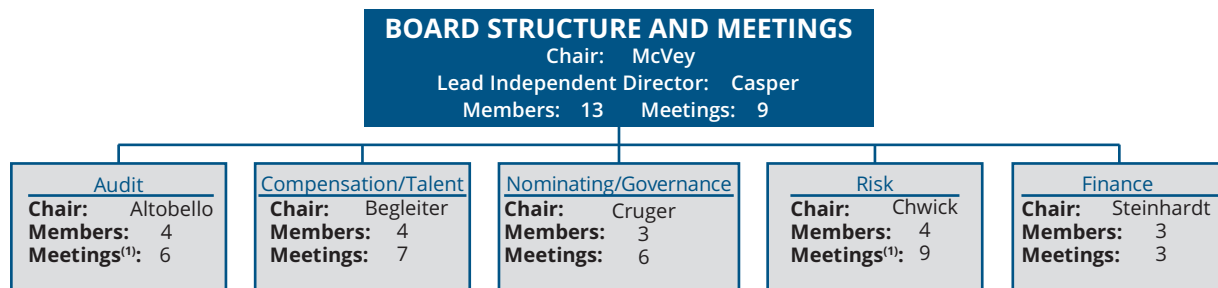 BOARD STRUCTURE AND MEETINGS
Chair: McVey
Lead Independent Director: Casper
Members: 13 Meetings: 9
Audit
Chair: Altobello
Members: 4
Meetings(1): 6
Compensation/Talent
Chair: Begleiter
Members: 4
Meetings: 7
Nominating/Governance
Chair: Cruger
Members: 3
Meetings: 6
Risk
Chair: Chwick
Members: 4
Meetings(1): 9
Finance
Chair: Steinhardt
Members: 3
Meetings: 3